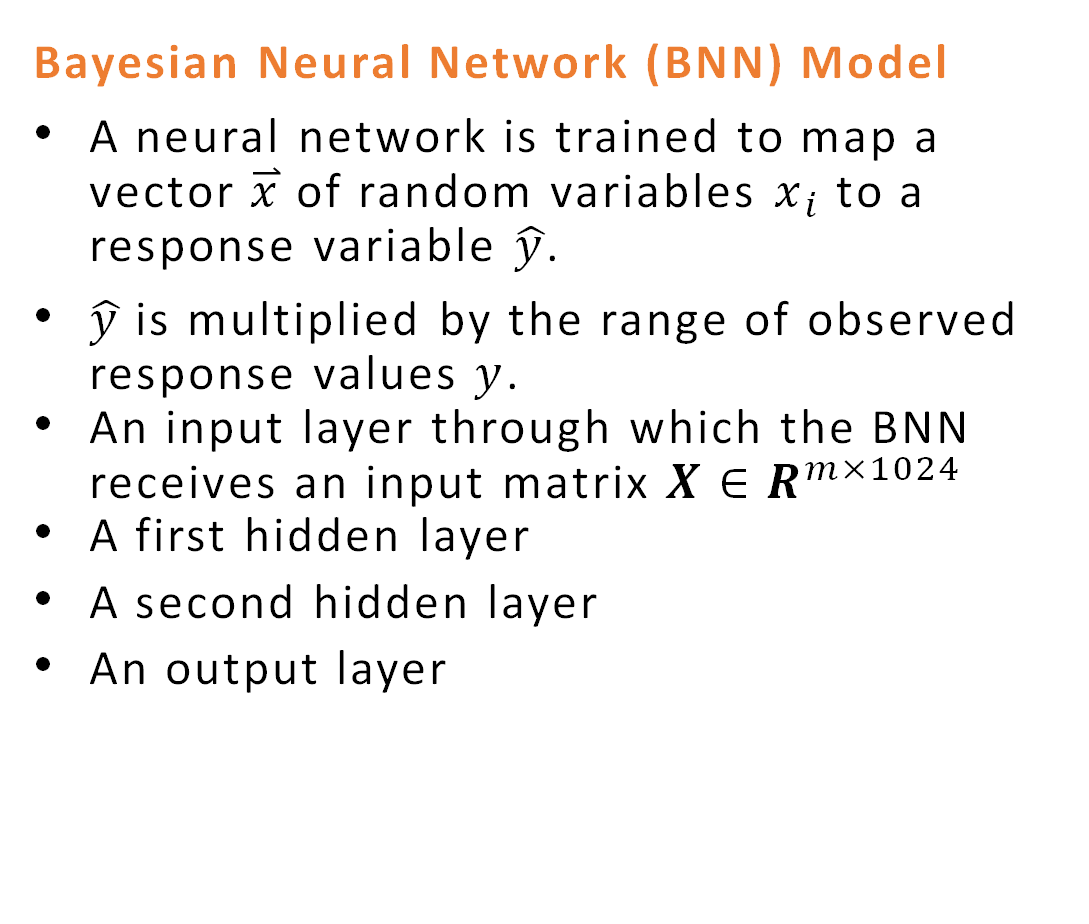 Bayesian Neural Network (BNN) Model
• A neural network is trained to map a
vector x⃗ of random variables xᵢ to a
response variable ŷ.
• ŷ is multiplied by the range of observed
response values y.
• An input layer through which the BNN
receives an input matrix X ∈ R^{m×1024}
• A first hidden layer
• A second hidden layer
• An output layer